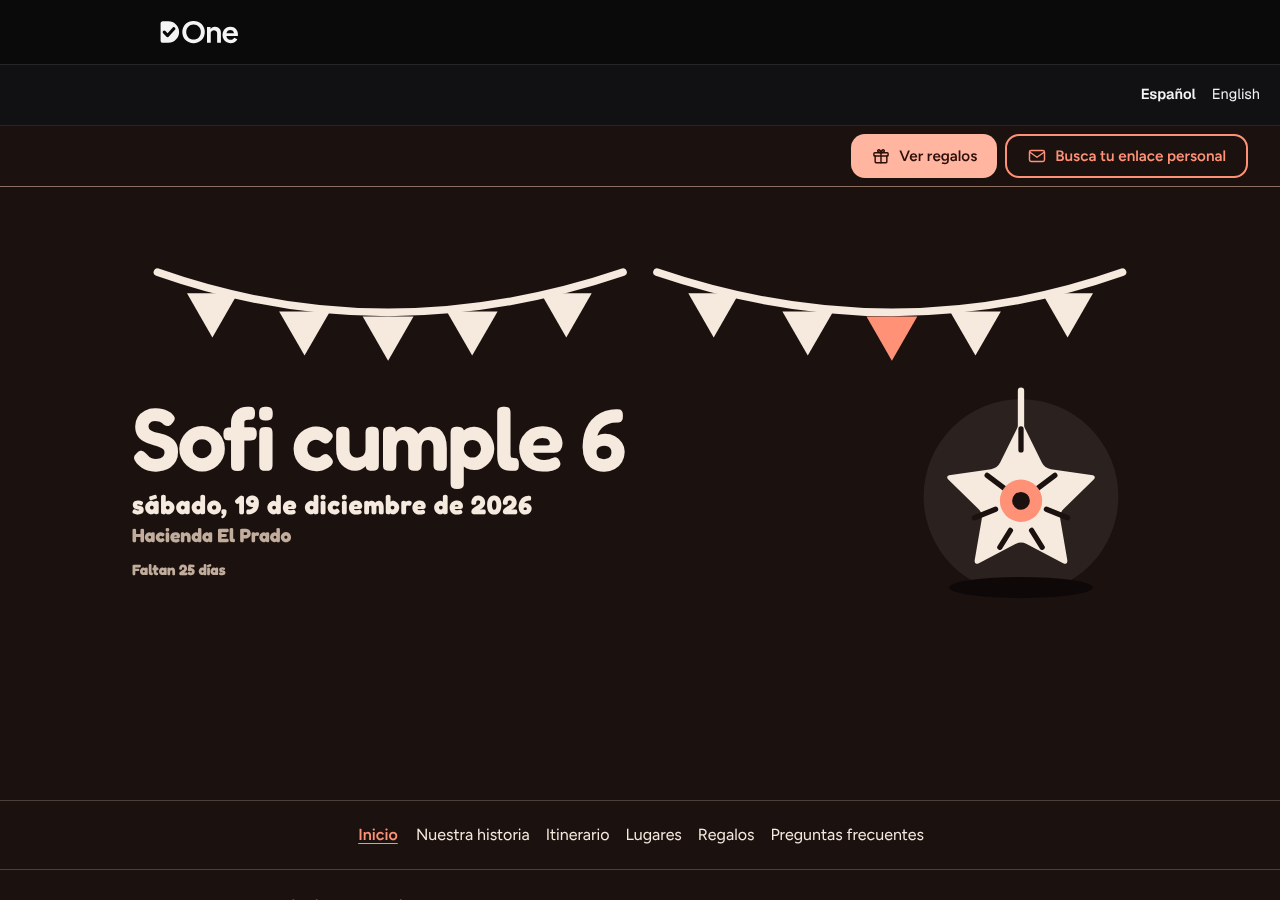 One
Español English
Ver regalos Busca tu enlace personal
Sofi cumple 6
sábado, 19 de diciembre de 2026
Hacienda El Prado
Faltan 25 días
Inicio Nuestra historia Itinerario Lugares Regalos Preguntas frecuentes